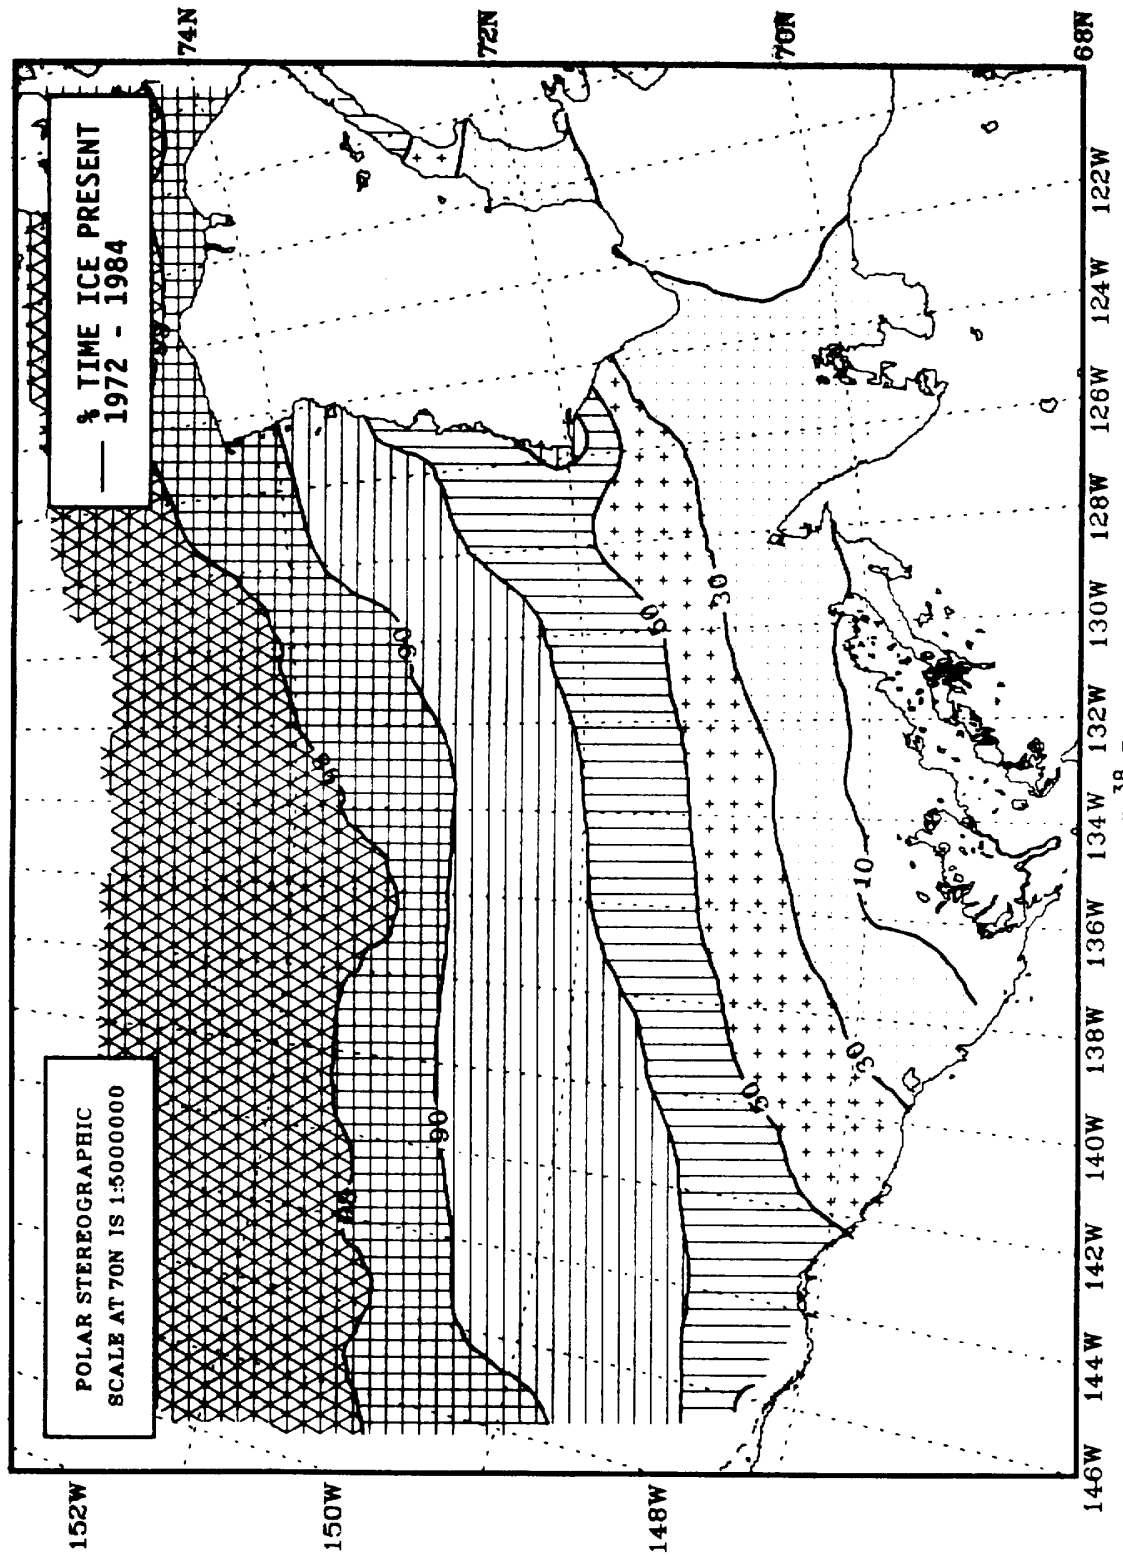 % TIME ICE PRESENT
1972 - 1984
POLAR STEREOGRAPHIC
SCALE AT 70N IS 1:5000000
74N
72N
70N
68N
152W
150W
148W
146W
144W
142W
140W
138W
136W
134W
132W
130W
128W
126W
124W
122W
90
90
50
50
30
30
10
38